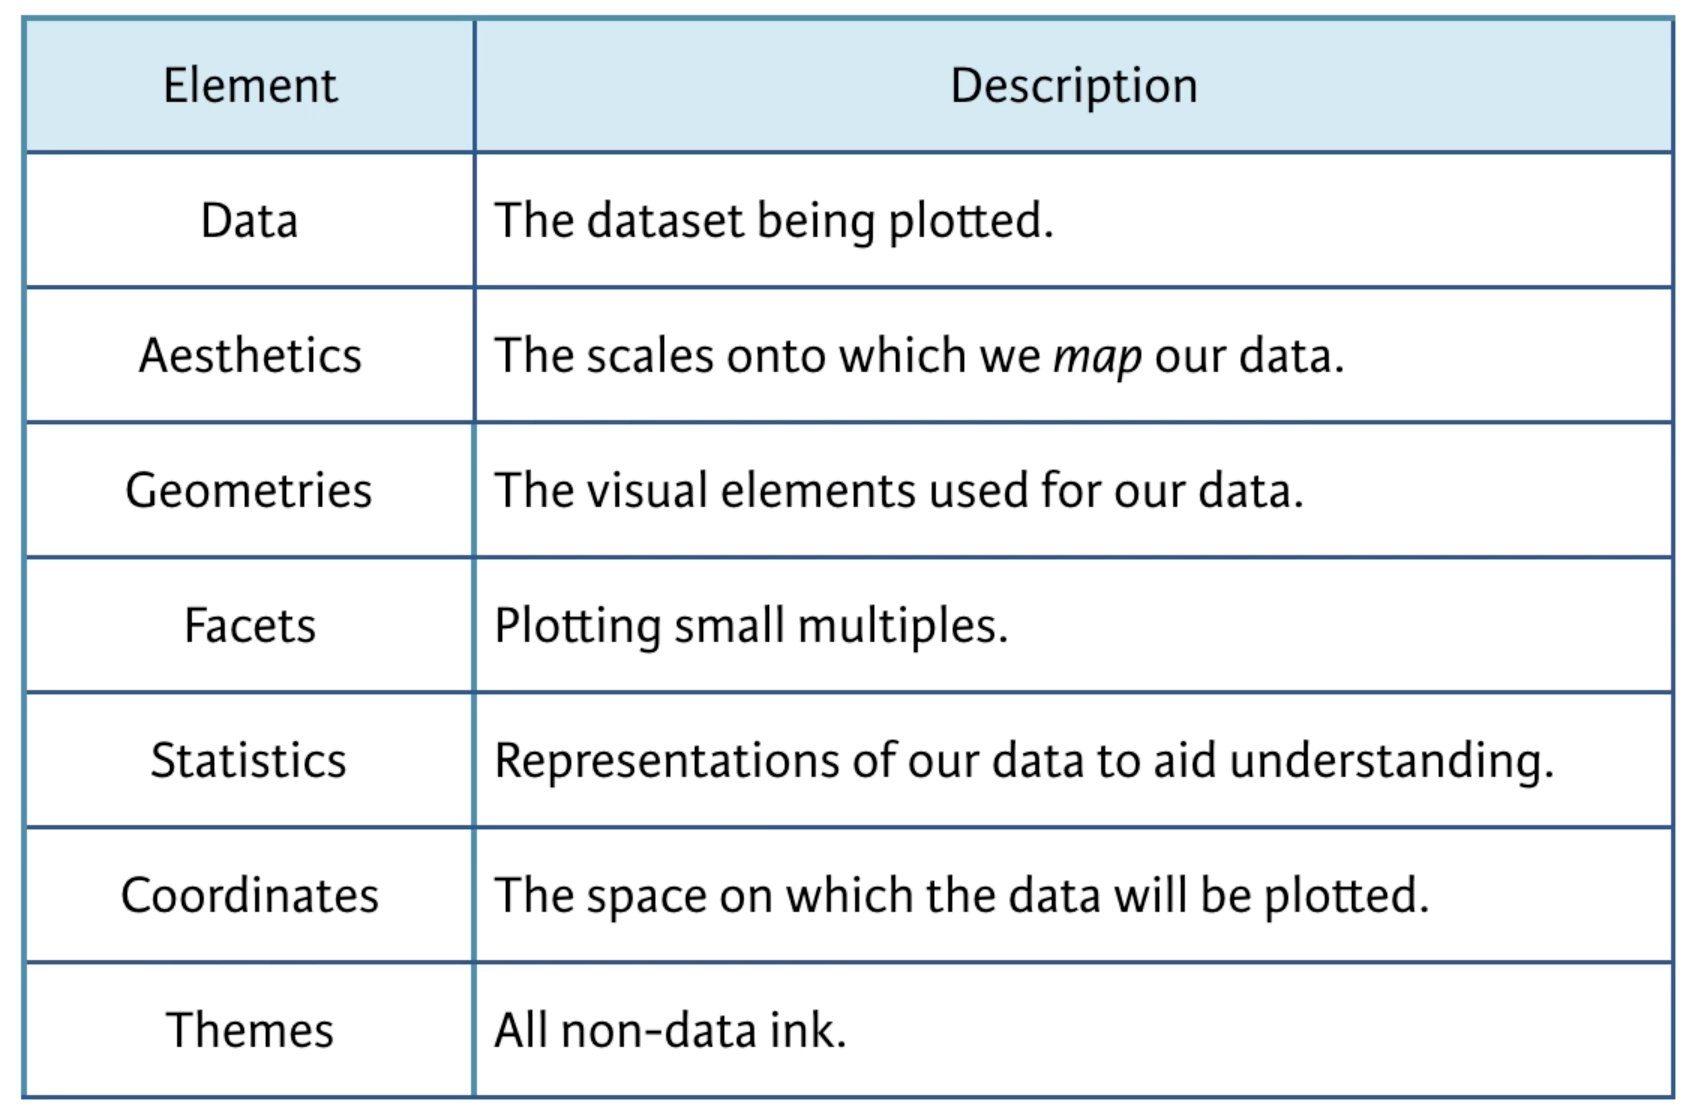 Element
Description
Data
The dataset being plotted.
Aesthetics
The scales onto which we map our data.
Geometries
The visual elements used for our data.
Facets
Plotting small multiples.
Statistics
Representations of our data to aid understanding.
Coordinates
The space on which the data will be plotted.
Themes
All non-data ink.